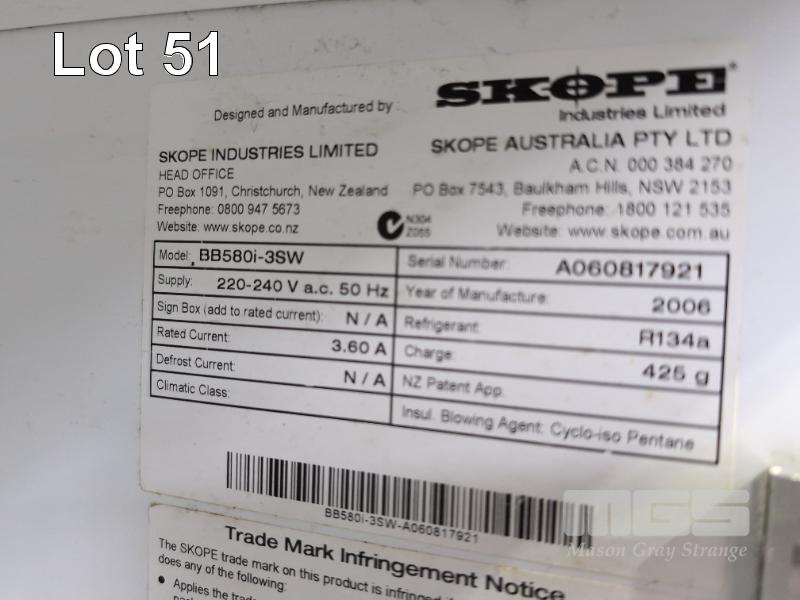 Lot 51
Designed and Manufactured by:
SKOPE®
Industries Limited
SKOPE INDUSTRIES LIMITED
HEAD OFFICE
PO Box 1091, Christchurch, New Zealand
Freephone: 0800 947 5673
Website: www.skope.co.nz
SKOPE AUSTRALIA PTY LTD
A.C.N. 000 384 270
PO Box 7543, Baulkham Hills, NSW 2153
Freephone: 1800 121 535
Website: www.skope.com.au
N304
Z055
Model: BB580i-3SW
Supply: 220-240 V a.c. 50 Hz
Sign Box (add to rated current): N / A
Rated Current: 3.60 A
Defrost Current: N / A
Climatic Class:
Serial Number: A060817921
Year of Manufacture: 2006
Refrigerant: R134a
Charge: 425 g
NZ Patent App.
Insul. Blowing Agent: Cyclo-iso Pentane
BB580i-3SW-A060817921
Trade Mark Infringement Notice
The SKOPE trade mark on this product is infringed
does any of the following:
• Applies the trade
MGS
Mason Gray Strange